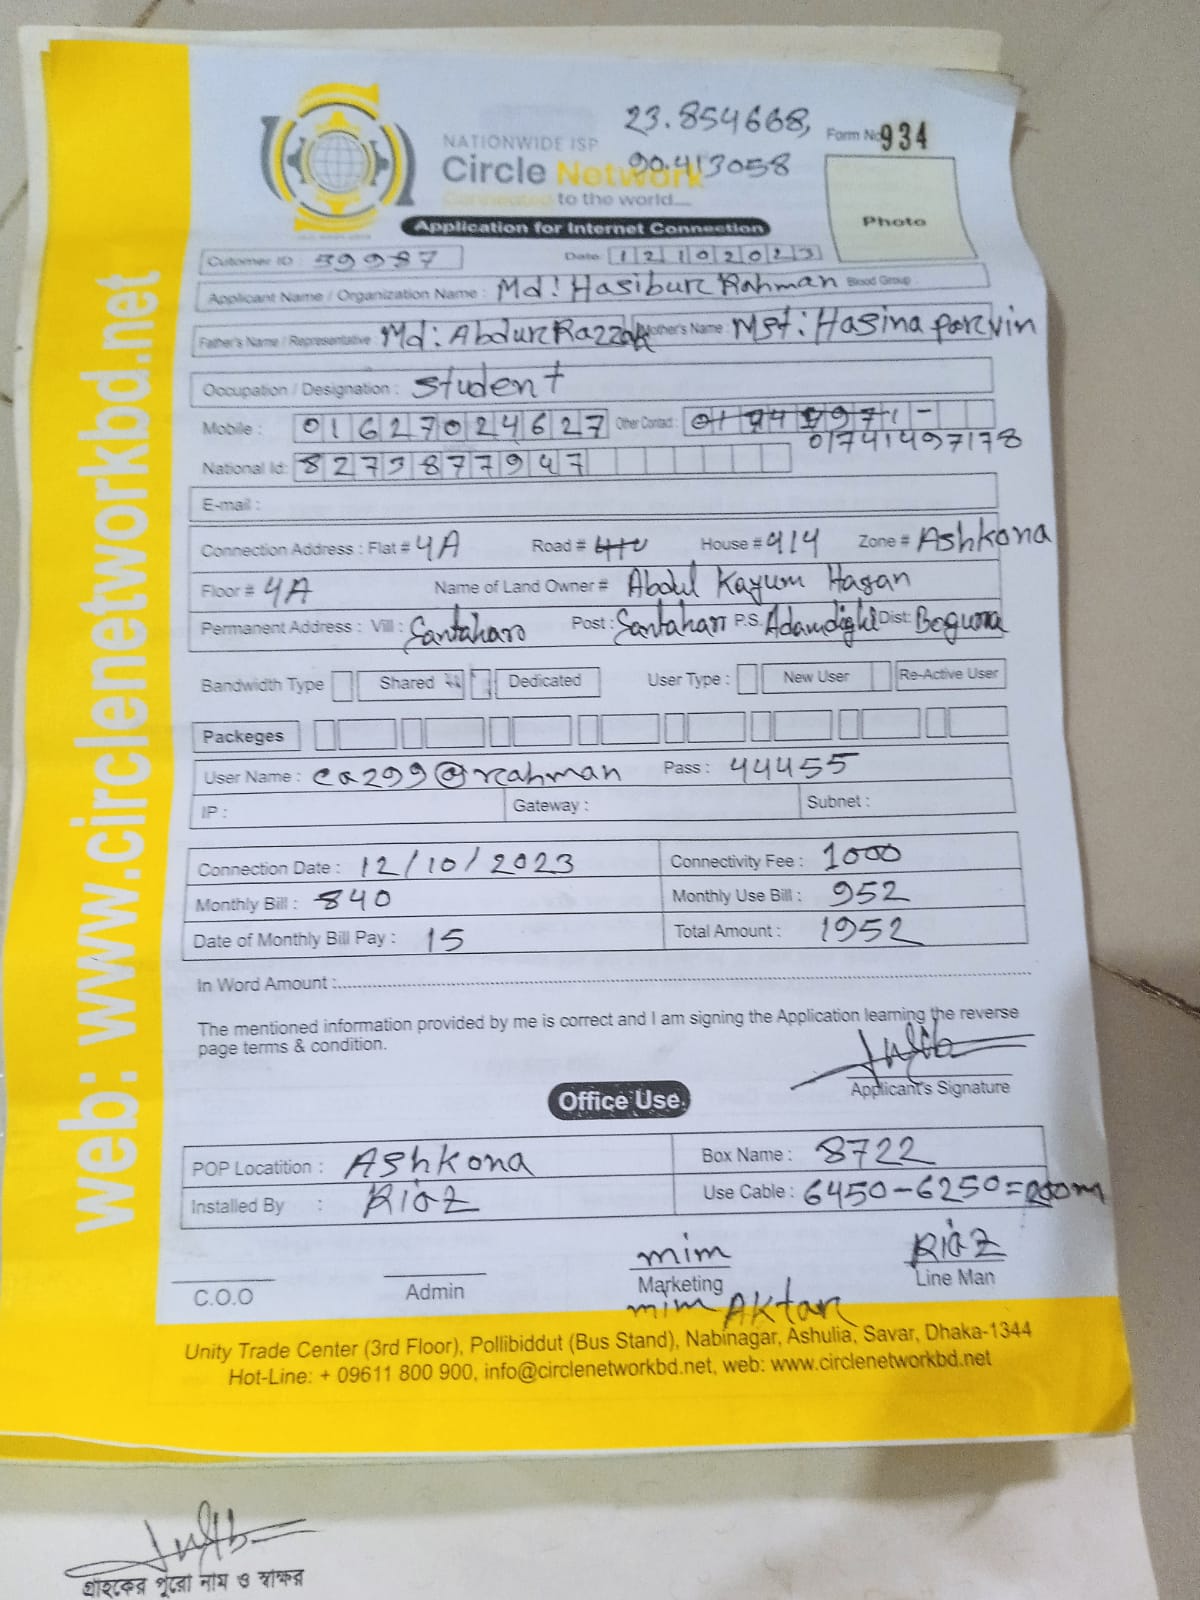 23.854668,
90.413058
NATIONWIDE ISP
Circle Network
Connected to the world....
Form No 934
Photo
Application for Internet Connection
Cutomer ID : 39987 Date: 12102023
Applicant Name / Organization Name : Md: Hasibur Rahman Blood Group :
Father's Name / Representative : Md: Abdur Razzak Mother's Name : Mst: Hasina Parvin
Occupation / Designation : Student
Mobile : 01627024627 Other Contact :
01741497178
National Id: 8273877947
E-mail :
Connection Address : Flat # 4A Road # House # 914 Zone # Ashkona
Floor # 4A Name of Land Owner # Abdul Kayum Hasan
Permanent Address : Vill : Santaharo Post : Santaharr P.S. Adamdighi Dist: Bogura
Bandwidth Type Shared Dedicated User Type : New User Re-Active User
Packeges
User Name : ca299@rahman Pass : 44455
IP : Gateway : Subnet :
Connection Date : 12/10/2023 Connectivity Fee : 1000
Monthly Bill : 840 Monthly Use Bill : 952
Date of Monthly Bill Pay : 15 Total Amount : 1952
In Word Amount :
The mentioned information provided by me is correct and I am signing the Application learning the reverse
page terms & condition.
Applicant's Signature
Office Use.
POP Locatition : Ashkona Box Name : 8722
Installed By : Riaz Use Cable : 6450-6250=200m
mim Riaz
C.O.O Admin Marketing Line Man
mim Aktar
Unity Trade Center (3rd Floor), Pollibiddut (Bus Stand), Nabinagar, Ashulia, Savar, Dhaka-1344
Hot-Line: + 09611 800 900, info@circlenetworkbd.net, web: www.circlenetworkbd.net
web: www.circlenetworkbd.net
গ্রাহকের পুরো নাম ও স্বাক্ষর